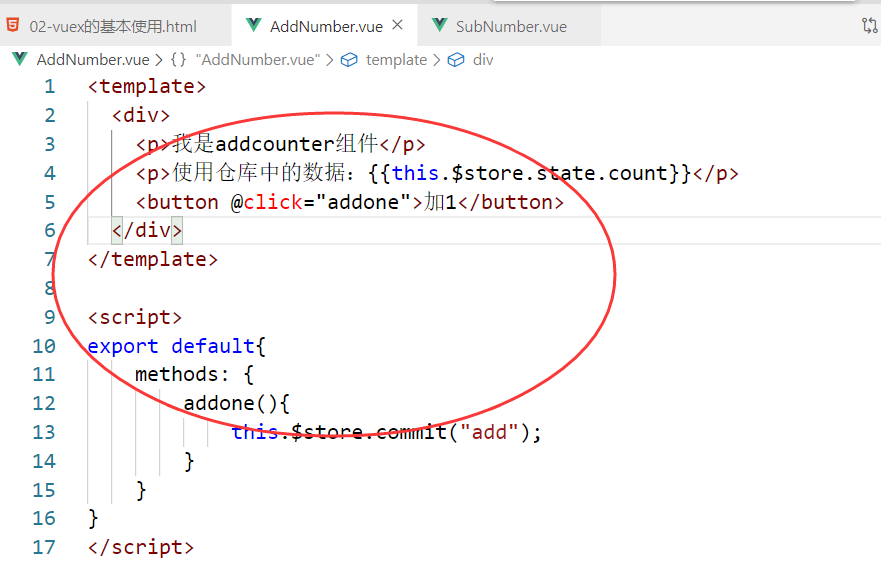 02-vuex的基本使用.html AddNumber.vue SubNumber.vue
AddNumber.vue > {} "AddNumber.vue" > template > div
1 <template>
2 <div>
3 <p>我是addcounter组件</p>
4 <p>使用仓库中的数据：{{this.$store.state.count}}</p>
5 <button @click="addone">加1</button>
6 </div>
7 </template>
8
9 <script>
10 export default{
11 methods: {
12 addone(){
13 this.$store.commit("add");
14 }
15 }
16 }
17 </script>